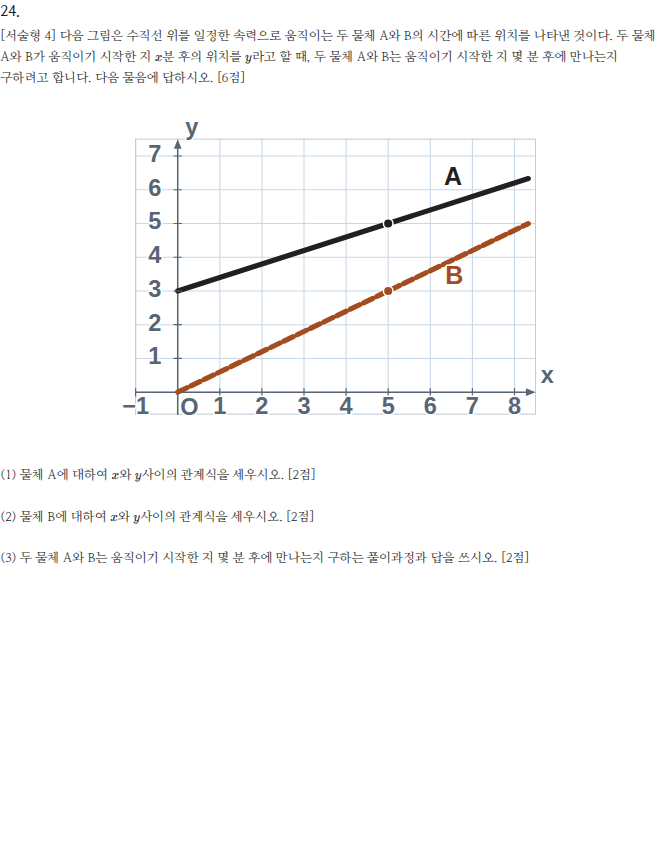 24.
[서술형 4] 다음 그림은 수직선 위를 일정한 속력으로 움직이는 두 물체 A와 B의 시간에 따른 위치를 나타낸 것이다. 두 물체
A와 B가 움직이기 시작한 지 x분 후의 위치를 y라고 할 때, 두 물체 A와 B는 움직이기 시작한 지 몇 분 후에 만나는지
구하려고 합니다. 다음 물음에 답하시오. [6점]
y
7
A
6
5
4
B
3
2
1
x
−1 O 1 2 3 4 5 6 7 8
(1) 물체 A에 대하여 x와 y사이의 관계식을 세우시오. [2점]
(2) 물체 B에 대하여 x와 y사이의 관계식을 세우시오. [2점]
(3) 두 물체 A와 B는 움직이기 시작한 지 몇 분 후에 만나는지 구하는 풀이과정과 답을 쓰시오. [2점]